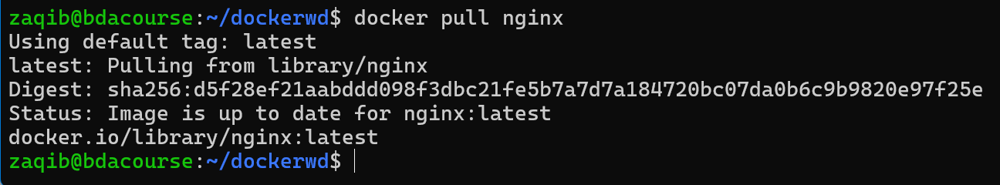 zaqib@bdacourse:~/dockerwd$ docker pull nginx
Using default tag: latest
latest: Pulling from library/nginx
Digest: sha256:d5f28ef21aabddd098f3dbc21fe5b7a7d7a184720bc07da0b6c9b9820e97f25e
Status: Image is up to date for nginx:latest
docker.io/library/nginx:latest
zaqib@bdacourse:~/dockerwd$